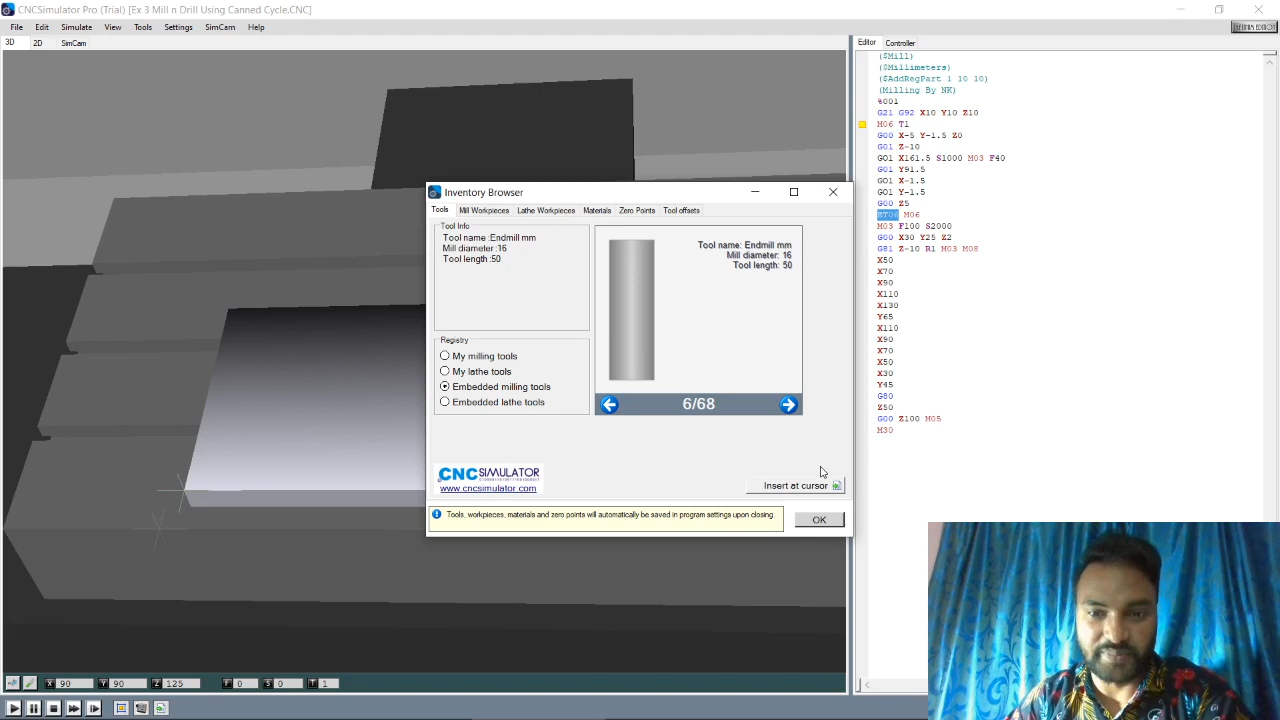 CNCSimulator Pro (Trial) [Ex 3 Mill n Drill Using Canned Cycle.CNC]
File Edit Simulate View Tools Settings SimCam Help
3D 2D SimCam
Editor Controller
($Mill)
($Millimeters)
($AddRegPart 1 10 10)
(Milling By NK)
%001
G21 G92 X10 Y10 Z10
M06 T1
G00 X-5 Y-1.5 Z0
G01 Z-10
GO1 X161.5 S1000 M03 F40
G01 Y91.5
GO1 X-1.5
GO1 Y-1.5
G00 Z5
M06
M03 F100 S2000
G00 X30 Y25 Z2
G81 Z-10 R1 M03 M08
X50
X70
X90
X110
X130
Y65
X110
X90
X70
X50
X30
Y45
G80
Z50
G00 Z100 M05
M30
Inventory Browser
Tools Mill Workpieces Lathe Workpieces Materials Zero Points Tool offsets
Tool Info
Tool name :Endmill mm
Mill diameter :16
Tool length :50
Tool name: Endmill mm
Mill diameter: 16
Tool length: 50
Registry
My milling tools
My lathe tools
Embedded milling tools
Embedded lathe tools
6/68
CNCSIMULATOR
www.cncsimulator.com
Insert at cursor
Tools, workpieces, materials and zero points will automatically be saved in program settings upon closing.
OK
X 90 Y 90 Z 125 F 0 S 0 T 1